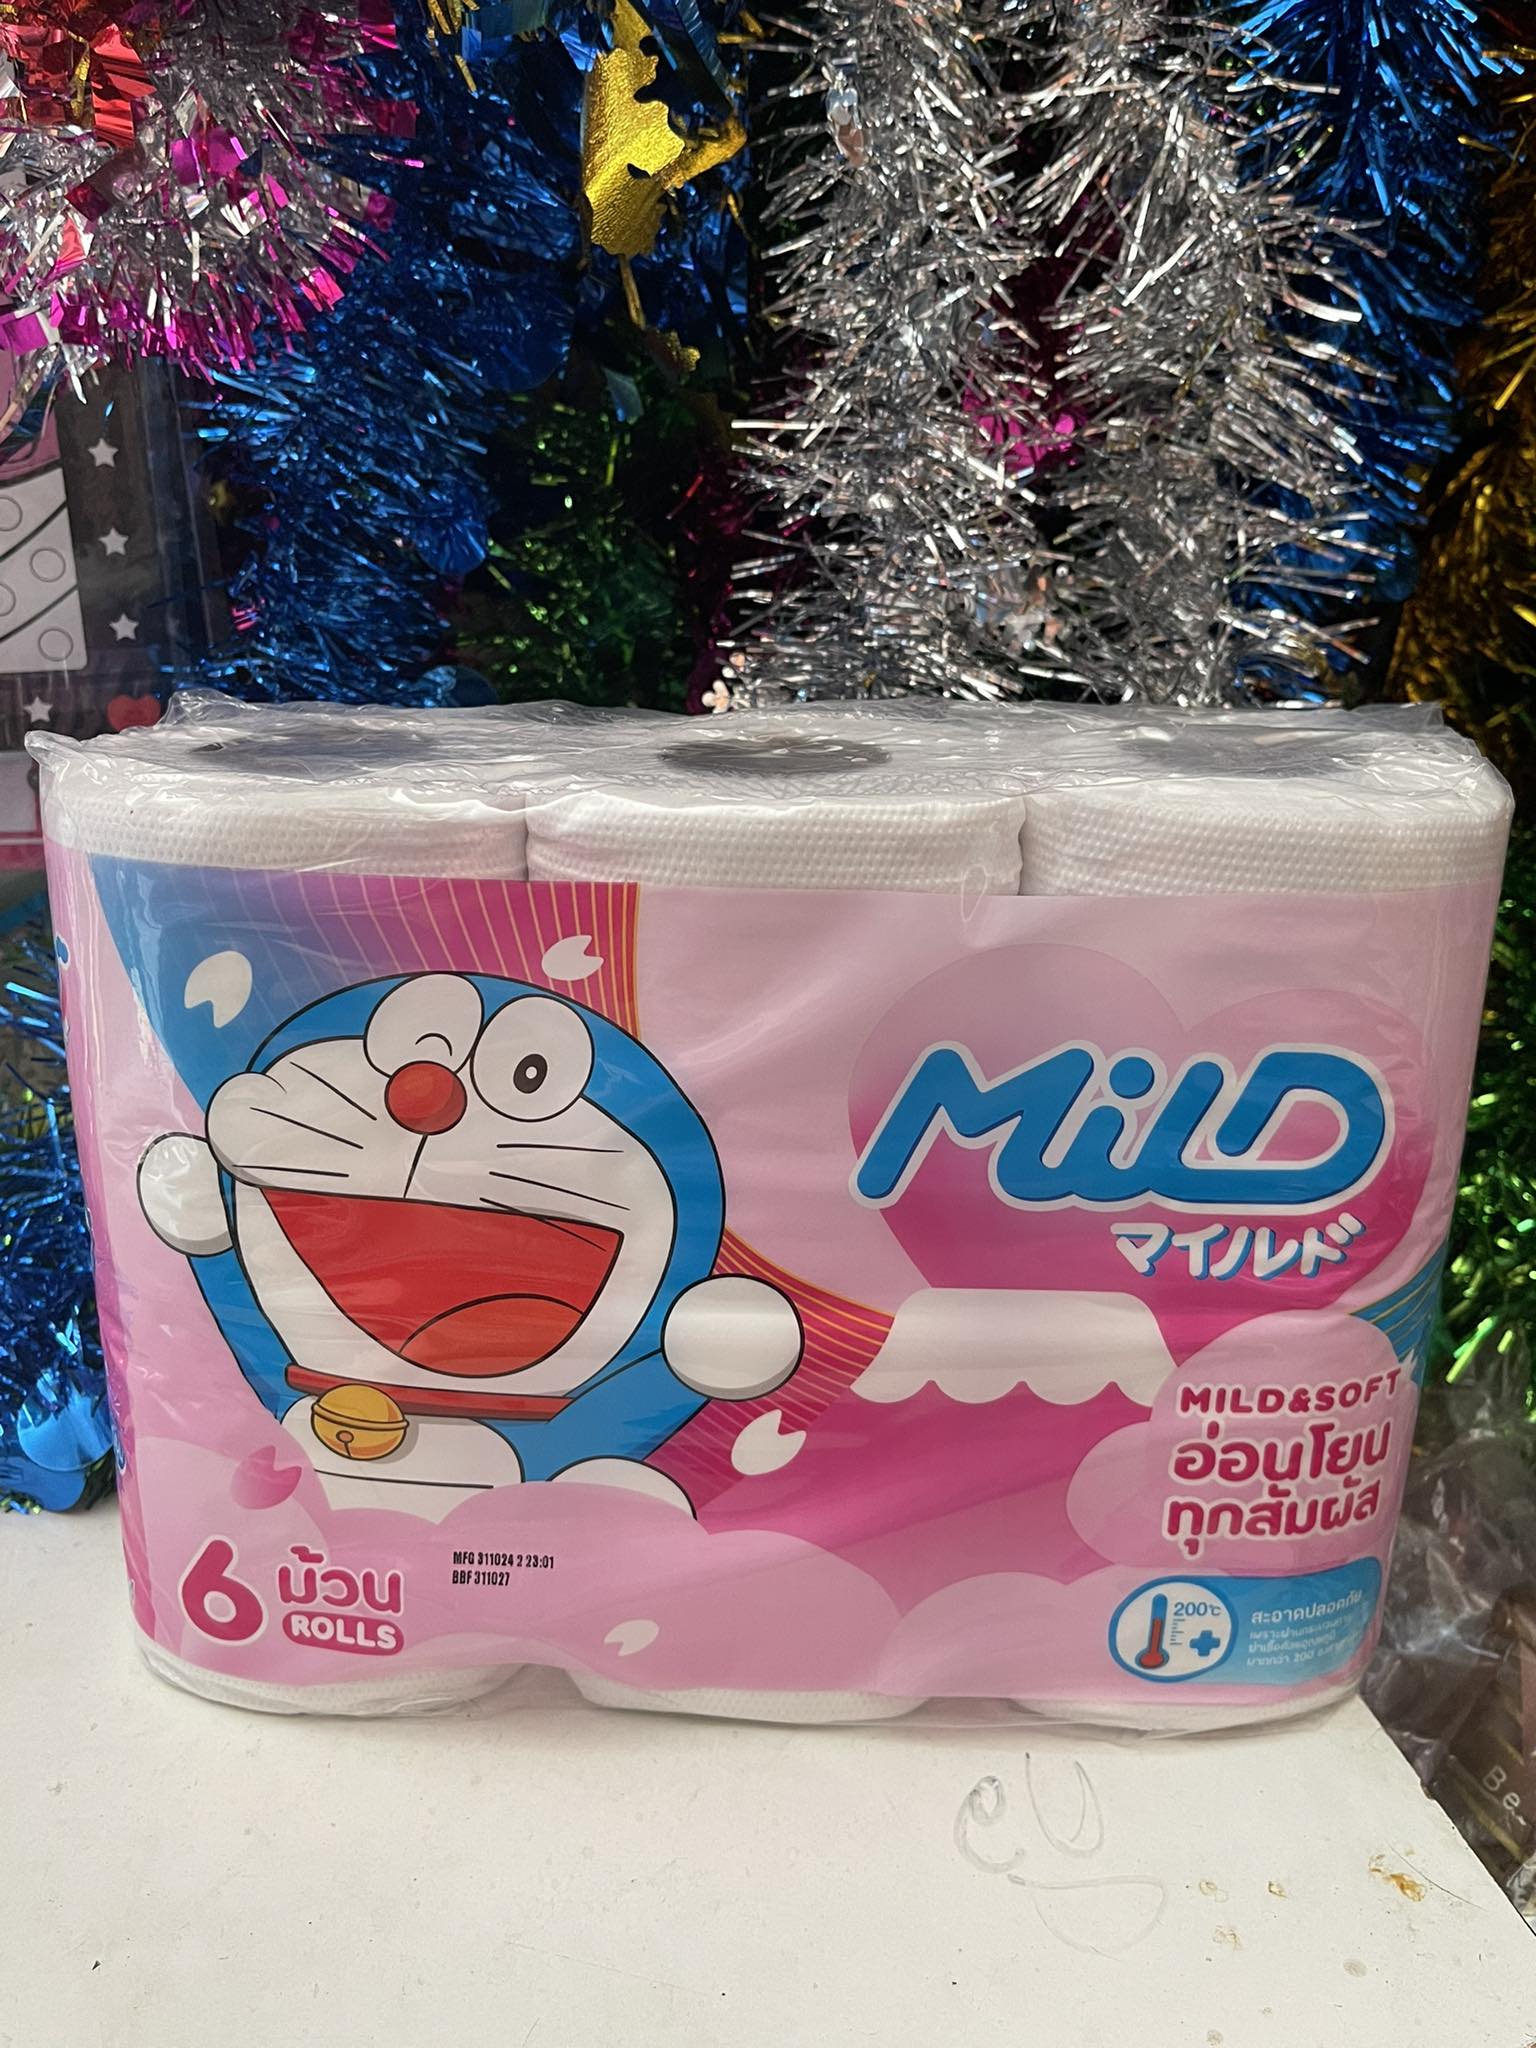 MiLD
マイルド
MILD&SOFT
อ่อนโยน
ทุกสัมผัส
6 ม้วน
ROLLS
MFG 311024 2 23:01
BBF 311027
200℃
สะอาดปลอดภัย
Be